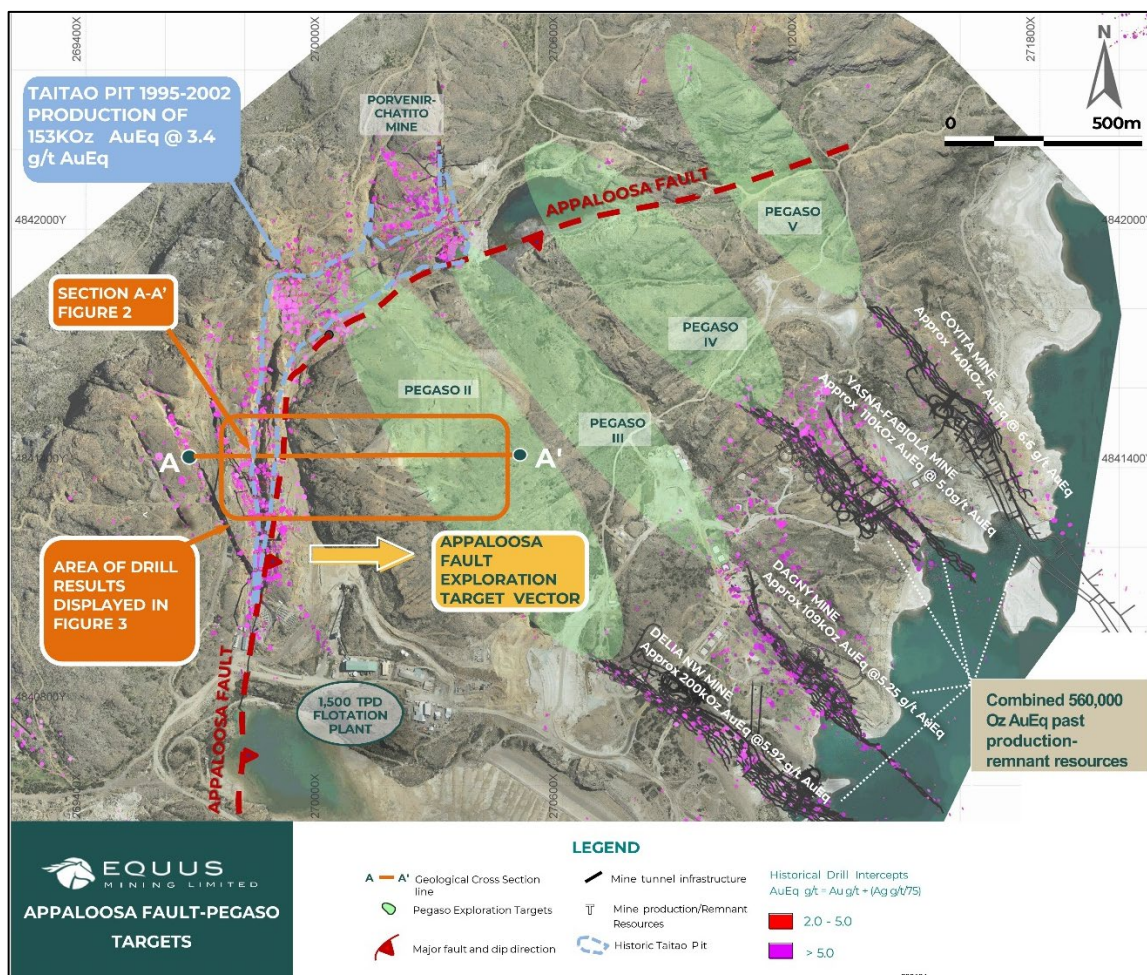 269400X
270000X
270600X
271200X
271800X
N
0 500m
TAITAO PIT 1995-2002
PRODUCTION OF
153KOz AuEq @ 3.4
g/t AuEq
PORVENIR-
CHATITO
MINE
APPALOOSA FAULT
PEGASO
V
4842000Y
4842000Y
SECTION A-A'
FIGURE 2
PEGASO
IV
PEGASO II
PEGASO
III
COYITA MINE
Approx 140kOz AuEq @ 6.6 g/t AuEq
YASNA-FABIOLA MINE
Approx 110kOz AuEq @ 5.0g/t AuEq
A
A'
4841400Y
AREA OF DRILL
RESULTS
DISPLAYED IN
FIGURE 3
APPALOOSA
FAULT
EXPLORATION
TARGET VECTOR
DAGNY MINE
Approx 109kOz AuEq @5.25 g/t AuEq
DELIA NW MINE
Approx 200kOz AuEq @5.92 g/t AuEq
4840800Y
1,500 TPD
FLOTATION
PLANT
APPALOOSA FAULT
Combined 560,000
Oz AuEq past
production-
remnant resources
270000X
270600X
EQUUS
MINING LIMITED
APPALOOSA FAULT-PEGASO
TARGETS
LEGEND
A A' Geological Cross Section
line
Pegaso Exploration Targets
Major fault and dip direction
Mine tunnel infrastructure
Mine production/Remnant
Resources
Historic Taitao Pit
Historical Drill Intercepts
AuEq g/t = Au g/t + (Ag g/t/75)
2.0 - 5.0
> 5.0